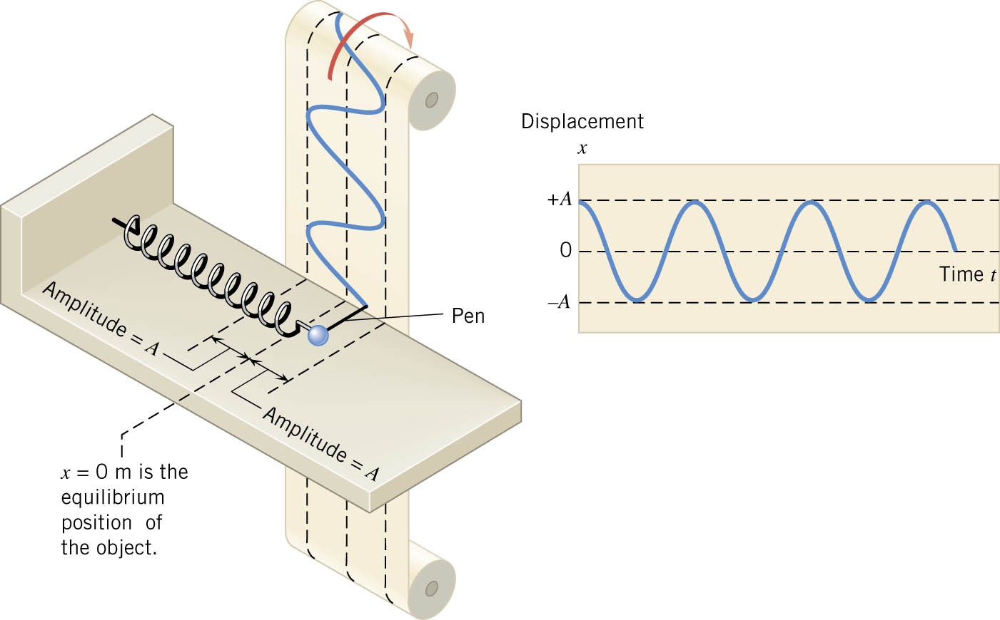 Displacement
x
+A
0
Time t
–A
Pen
Amplitude = A
Amplitude = A
x = 0 m is the
equilibrium
position of
the object.